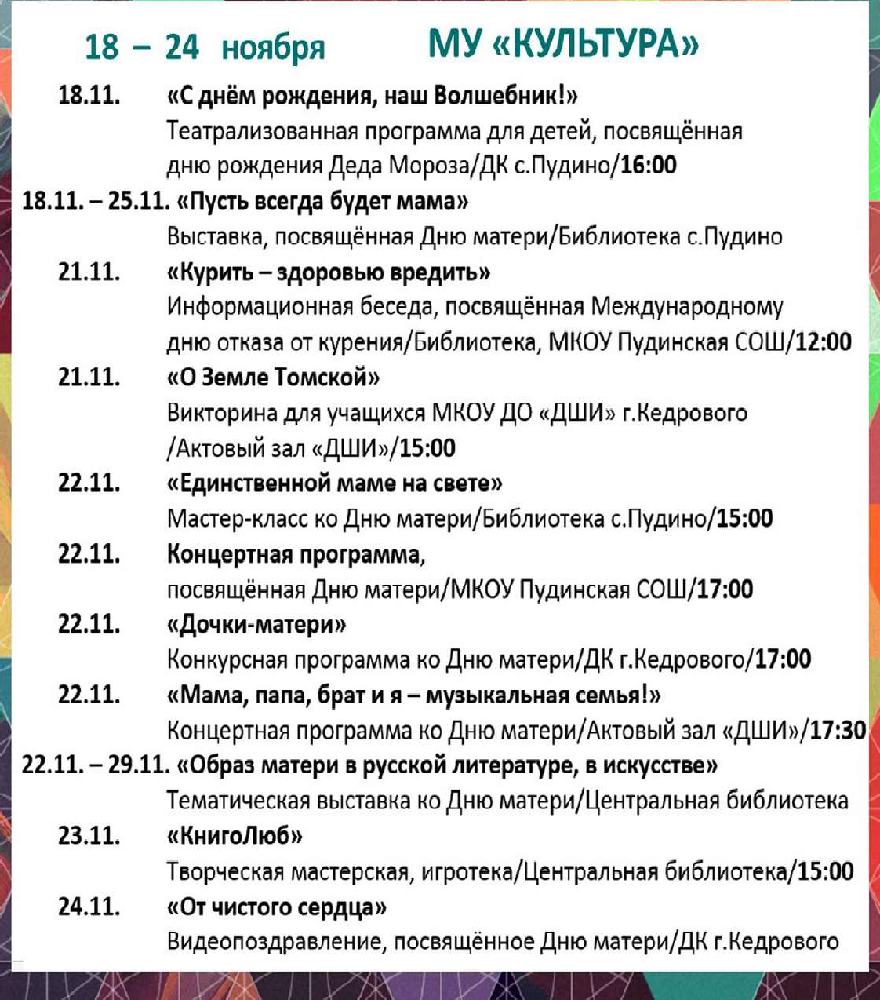 18 – 24 ноября МУ «КУЛЬТУРА»
18.11. «С днём рождения, наш Волшебник!»
Театрализованная программа для детей, посвящённая
дню рождения Деда Мороза/ДК с.Пудино/16:00
18.11. – 25.11. «Пусть всегда будет мама»
Выставка, посвящённая Дню матери/Библиотека с.Пудино
21.11. «Курить – здоровью вредить»
Информационная беседа, посвящённая Международному
дню отказа от курения/Библиотека, МКОУ Пудинская СОШ/12:00
21.11. «О Земле Томской»
Викторина для учащихся МКОУ ДО «ДШИ» г.Кедрового
/Актовый зал «ДШИ»/15:00
22.11. «Единственной маме на свете»
Мастер-класс ко Дню матери/Библиотека с.Пудино/15:00
22.11. Концертная программа,
посвящённая Дню матери/МКОУ Пудинская СОШ/17:00
22.11. «Дочки-матери»
Конкурсная программа ко Дню матери/ДК г.Кедрового/17:00
22.11. «Мама, папа, брат и я – музыкальная семья!»
Концертная программа ко Дню матери/Актовый зал «ДШИ»/17:30
22.11. – 29.11. «Образ матери в русской литературе, в искусстве»
Тематическая выставка ко Дню матери/Центральная библиотека
23.11. «КнигоЛюб»
Творческая мастерская, игротека/Центральная библиотека/15:00
24.11. «От чистого сердца»
Видеопоздравление, посвящённое Дню матери/ДК г.Кедрового